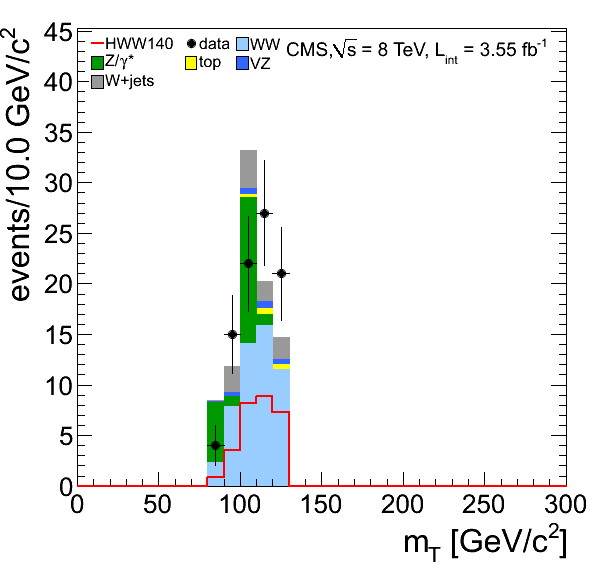 HWW140 data WW CMS,√s = 8 TeV, L_int = 3.55 fb⁻¹
Z/γ* top VZ
W+jets
events/10.0 GeV/c²
45
40
35
30
25
20
15
10
5
0
0 50 100 150 200 250 300
m_T [GeV/c²]